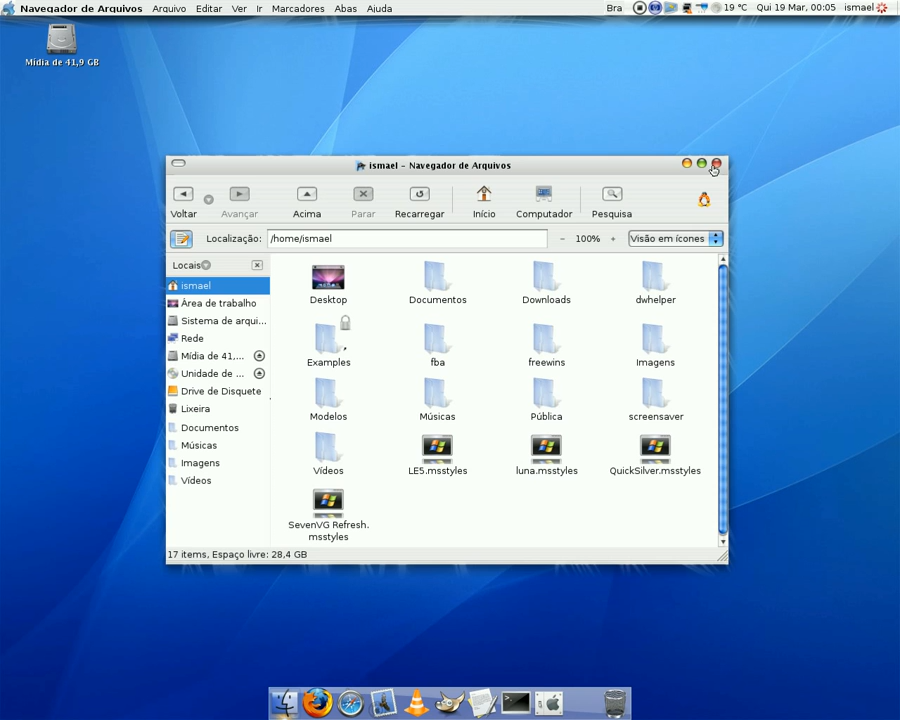 Navegador de Arquivos Arquivo Editar Ver Ir Marcadores Abas Ajuda Bra 19 °C Qui 19 Mar, 00:05 ismael
Mídia de 41,9 GB
ismael - Navegador de Arquivos
Voltar Avançar Acima Parar Recarregar Início Computador Pesquisa
Localização: /home/ismael - 100% + Visão em ícones
Locais
ismael
Área de trabalho
Sistema de arqui...
Rede
Mídia de 41,...
Unidade de ...
Drive de Disquete
Lixeira
Documentos
Músicas
Imagens
Vídeos
Desktop Documentos Downloads dwhelper
Examples fba freewins Imagens
Modelos Músicas Pública screensaver
Vídeos LE5.msstyles luna.msstyles QuickSilver.msstyles
SevenVG Refresh.
msstyles
17 items, Espaço livre: 28,4 GB